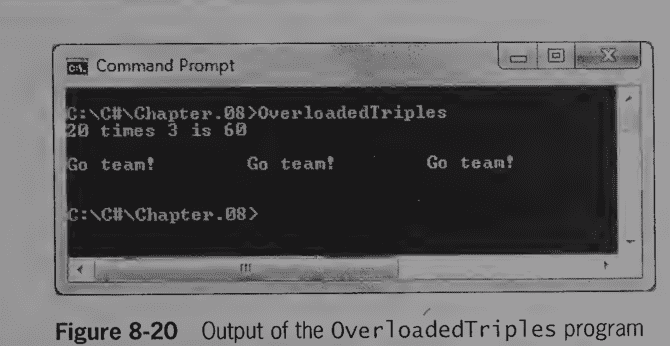 C:\. Command Prompt
C:\C#\Chapter.08>OverloadedTriples
20 times 3 is 60
Go team! Go team! Go team!
C:\C#\Chapter.08>
Figure 8-20 Output of the OverloadedTriples program